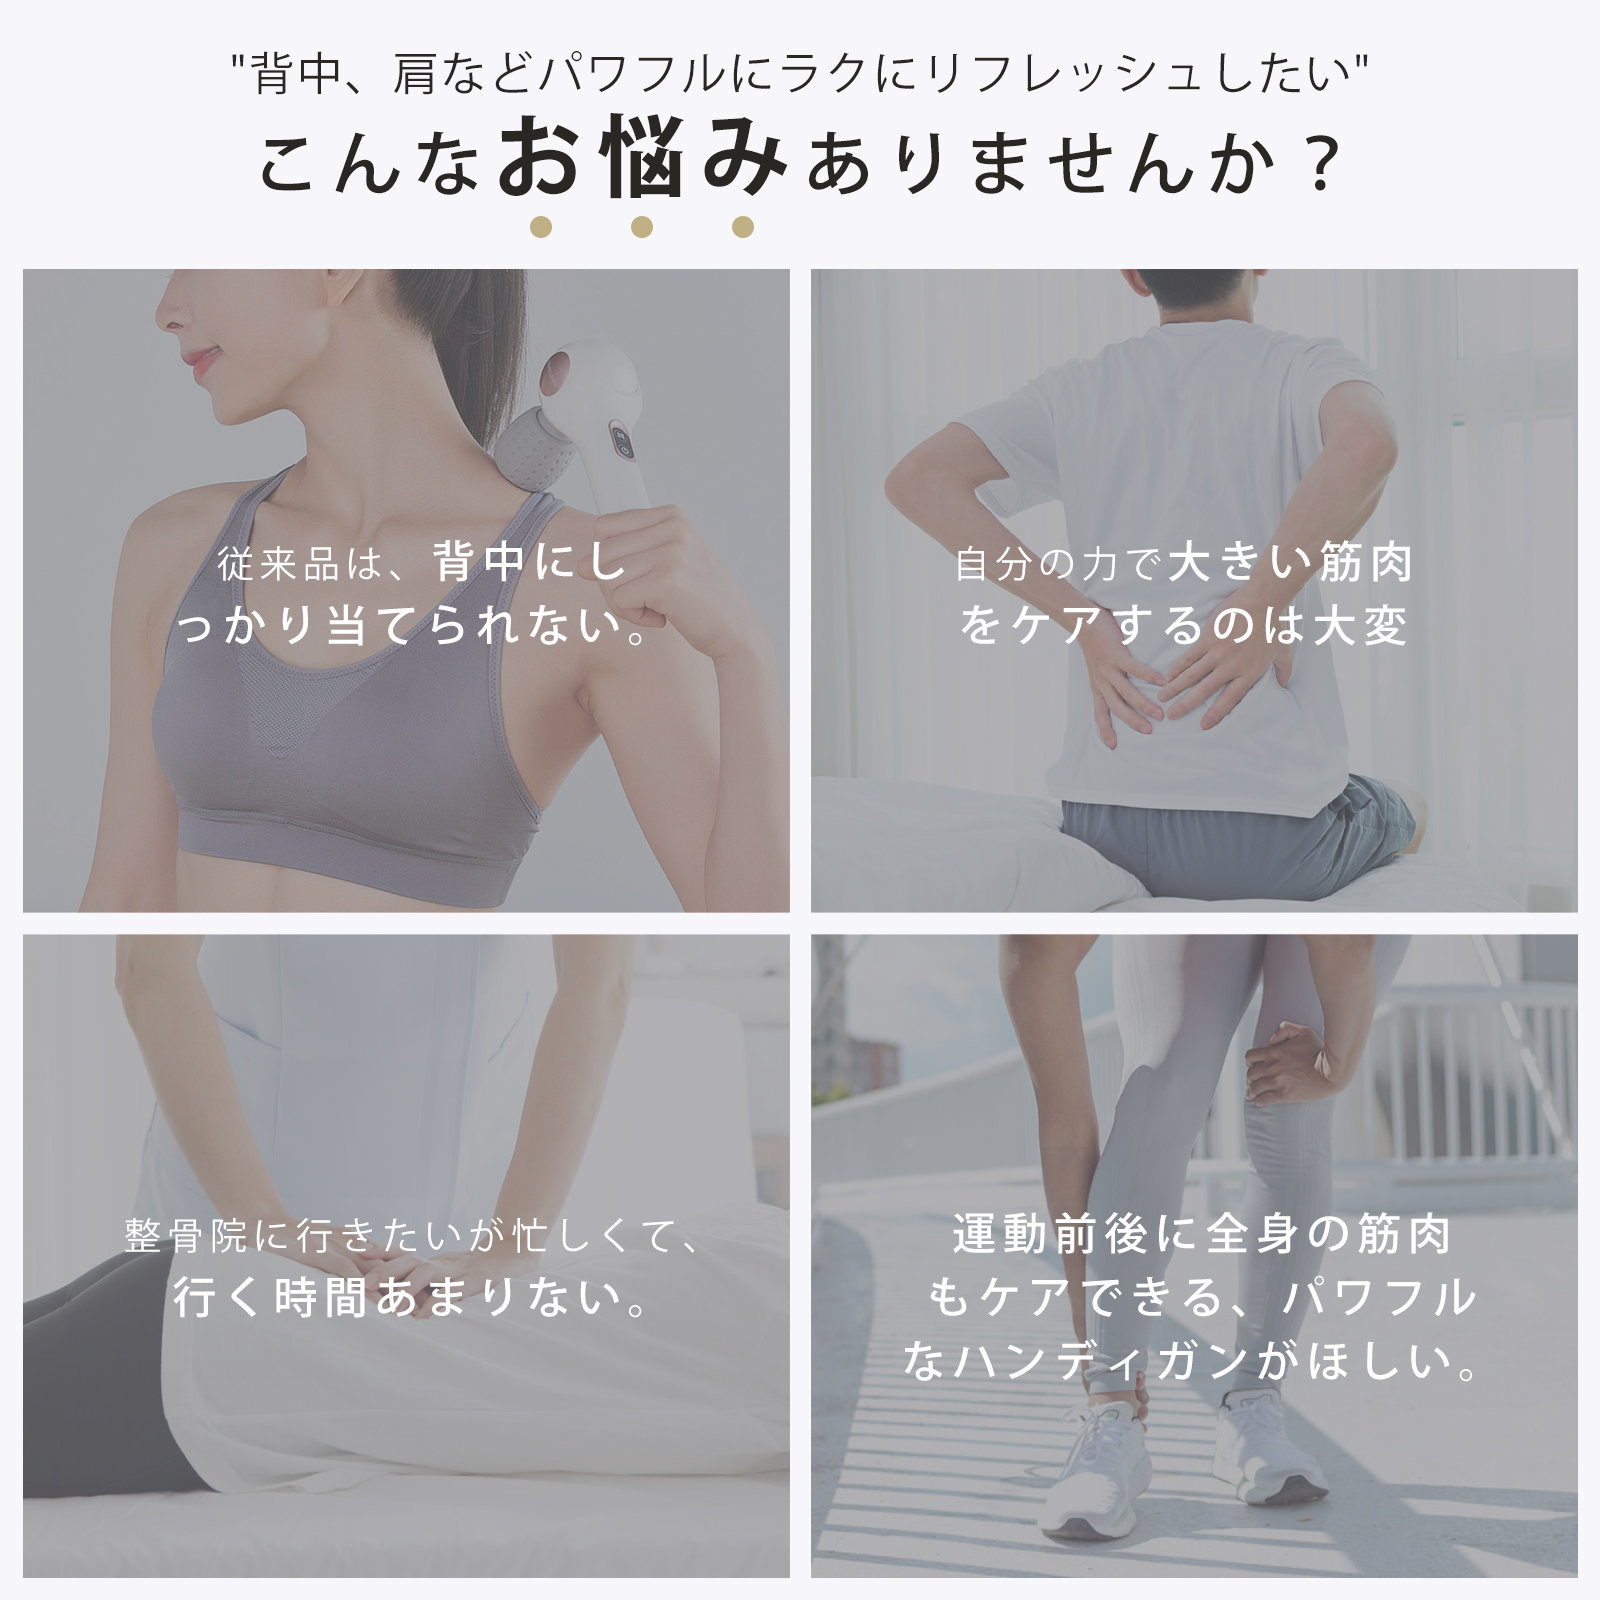 "背中、肩などパワフルにラクにリフレッシュしたい"
こんなお悩みありませんか？
従来品は、背中にし
っかり当てられない。
自分の力で大きい筋肉
をケアするのは大変
整骨院に行きたいが忙しくて、
行く時間あまりない。
運動前後に全身の筋肉
もケアできる、パワフル
なハンディガンがほしい。